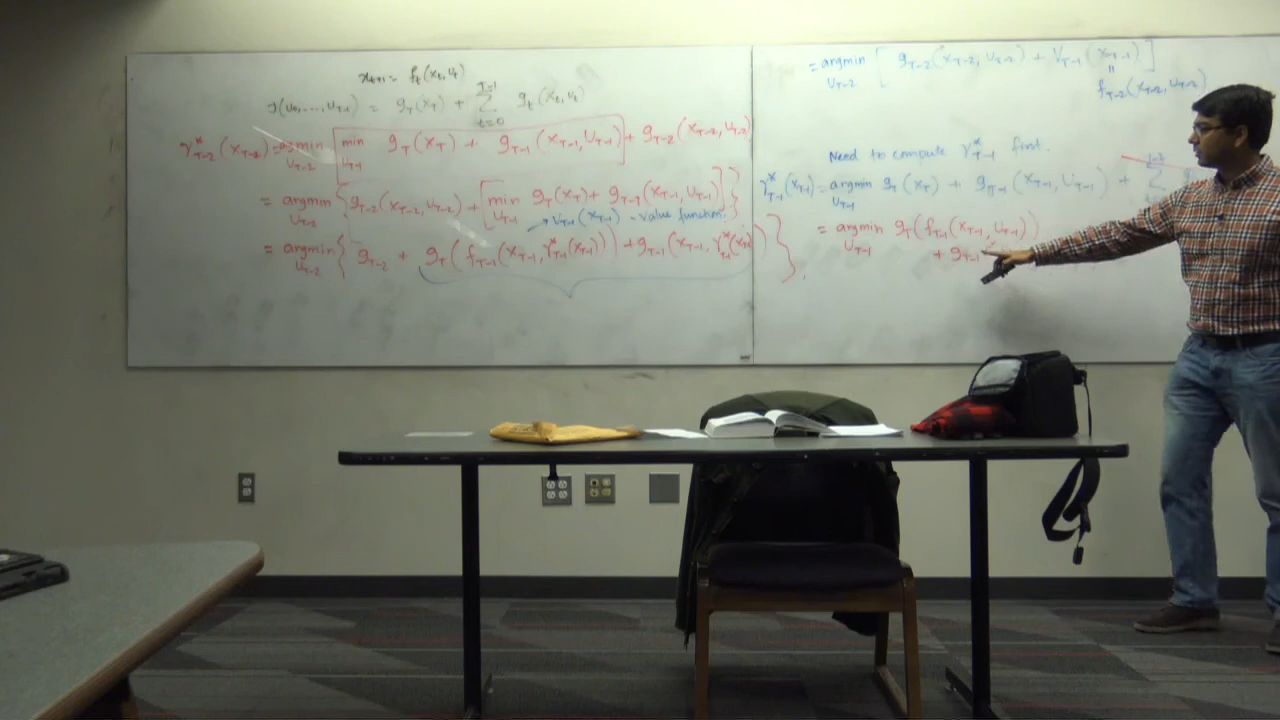 x_{t+1} = f_t(x_t, u_t)
J(u_0, ..., u_{T-1}) = g_T(x_T) + \sum_{t=0}^{T-1} g_t(x_t, u_t)
γ*_{T-2}(x_{T-2}) = argmin_{u_{T-2}} [ min_{u_{T-1}} g_T(x_T) + g_{T-1}(x_{T-1}, u_{T-1}) ] + g_{T-2}(x_{T-2}, u_{T-2})
= argmin_{u_{T-2}} { g_{T-2}(x_{T-2}, u_{T-2}) + [ min_{u_{T-1}} g_T(x_T) + g_{T-1}(x_{T-1}, u_{T-1}) ] }
→ V_{T-1}(x_{T-1}) - value function.
= argmin_{u_{T-2}} { g_{T-2} + g_T(f_{T-1}(x_{T-1}, γ*_{T-1}(x_{T-1}))) + g_{T-1}(x_{T-1}, γ*_{T-1}(x_{T-1})) }.
= argmin_{u_{T-2}} [ g_{T-2}(x_{T-2}, u_{T-2}) + V_{T-1}(x_{T-1}) ]
f_{T-2}(x_{T-2}, u_{T-2})
Need to compute γ*_{T-1} first.
γ*_{T-1}(x_{T-1}) = argmin_{u_{T-1}} g_T(x_T) + g_{T-1}(x_{T-1}, u_{T-1}) + \sum
= argmin_{u_{T-1}} g_T(f_{T-1}(x_{T-1}, u_{T-1}))
+ g_{T-1}